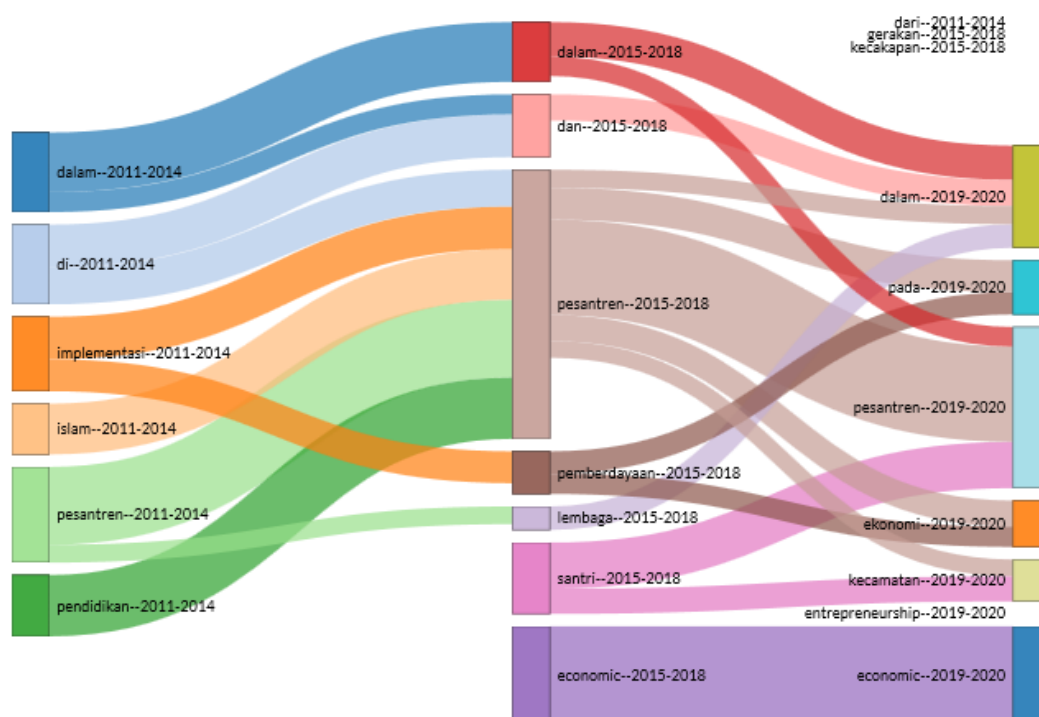 dalam--2011-2014
di--2011-2014
implementasi--2011-2014
islam--2011-2014
pesantren--2011-2014
pendidikan--2011-2014
dalam--2015-2018
dan--2015-2018
pesantren--2015-2018
pemberdayaan--2015-2018
lembaga--2015-2018
santri--2015-2018
economic--2015-2018
dari--2011-2014
gerakan--2015-2018
kecakapan--2015-2018
dalam--2019-2020
pada--2019-2020
pesantren--2019-2020
ekonomi--2019-2020
kecamatan--2019-2020
entrepreneurship--2019-2020
economic--2019-2020